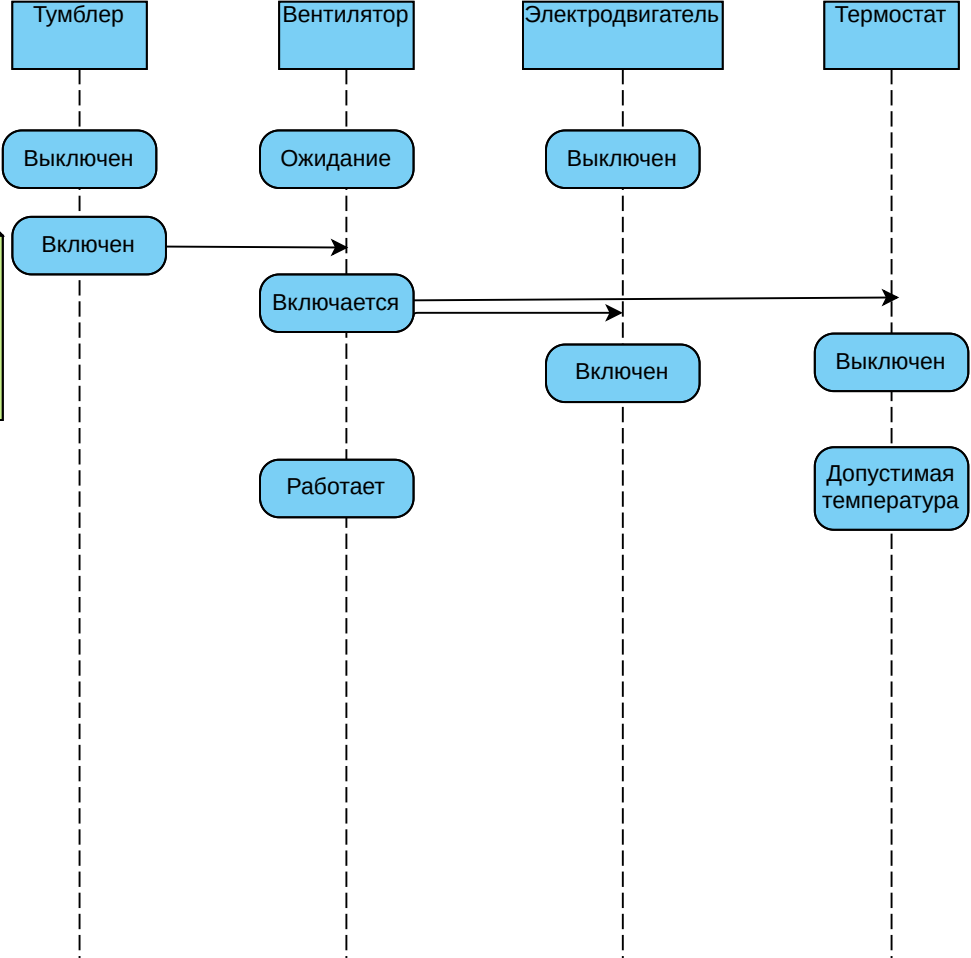 Тумблер
Вентилятор
Электродвигатель
Термостат
Выключен
Ожидание
Выключен
Включен
Включается
Включен
Выключен
Работает
Допустимая
температура